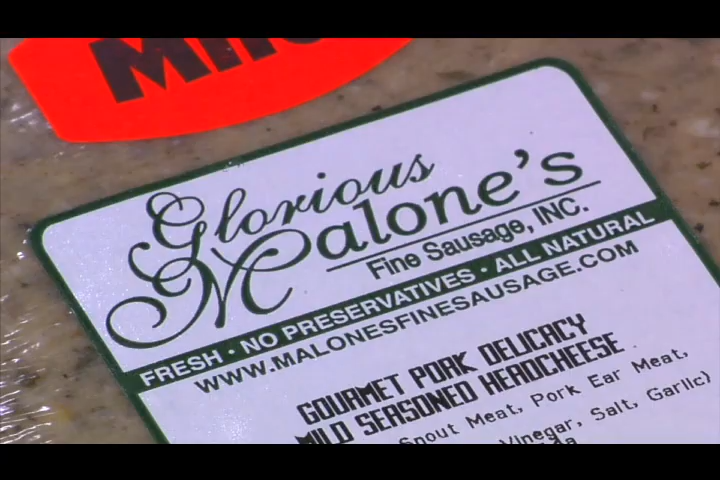 Glorious
Malone's
Fine Sausage, INC.
FRESH • NO PRESERVATIVES • ALL NATURAL
WWW.MALONESFINESAUSAGE.COM
GOURMET PORK DELICACY
MILD SEASONED HEADCHEESE
Snout Meat, Pork Ear Meat,
Vinegar, Salt, Garlic)